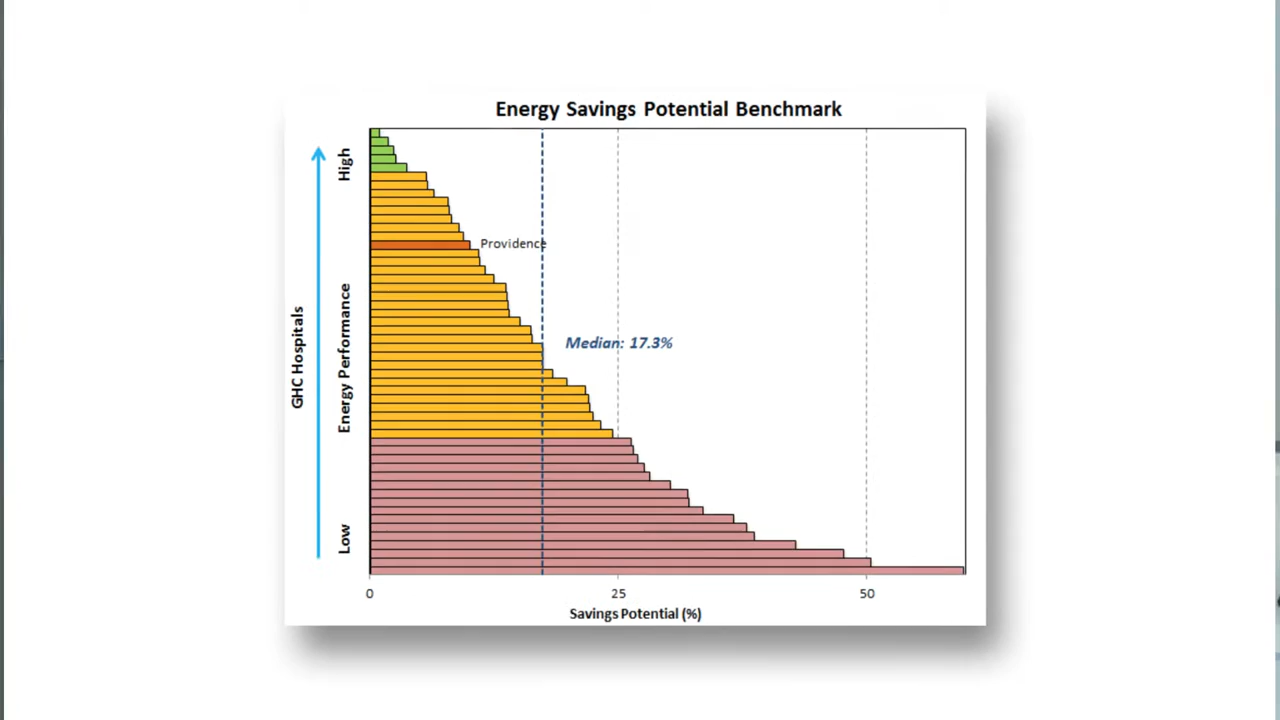 Energy Savings Potential Benchmark
High
Providence
Energy Performance
GHC Hospitals
Median: 17.3%
Low
0
25
50
Savings Potential (%)